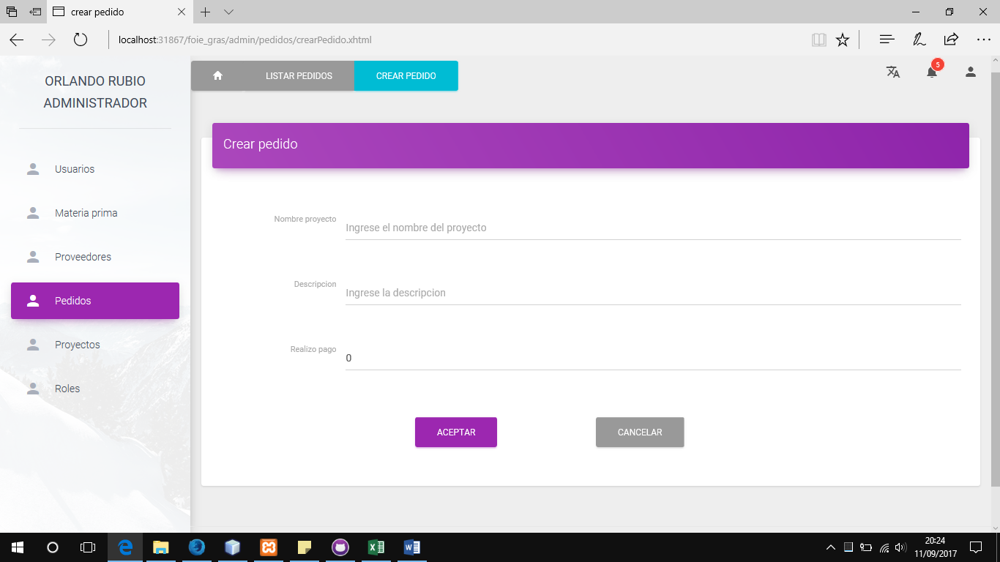 crear pedido
localhost:31867/foie_gras/admin/pedidos/crearPedido.xhtml
ORLANDO RUBIO
ADMINISTRADOR
LISTAR PEDIDOS
CREAR PEDIDO
5
Crear pedido
Usuarios
Materia prima
Proveedores
Pedidos
Proyectos
Roles
Nombre proyecto
Ingrese el nombre del proyecto
Descripcion
Ingrese la descripcion
Realizo pago
0
ACEPTAR
CANCELAR
20:24
11/09/2017